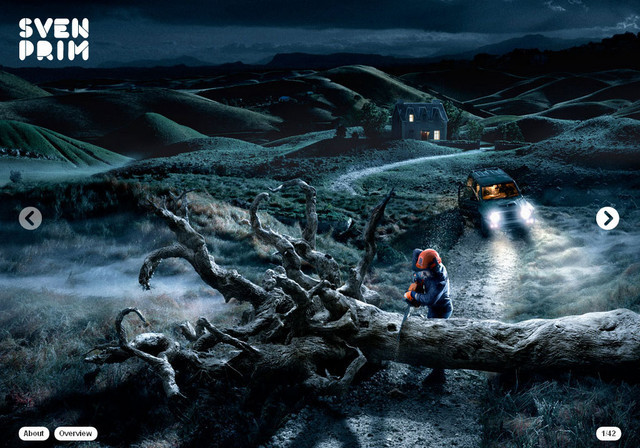 SVEN
PRIM
About
Overview
1/42